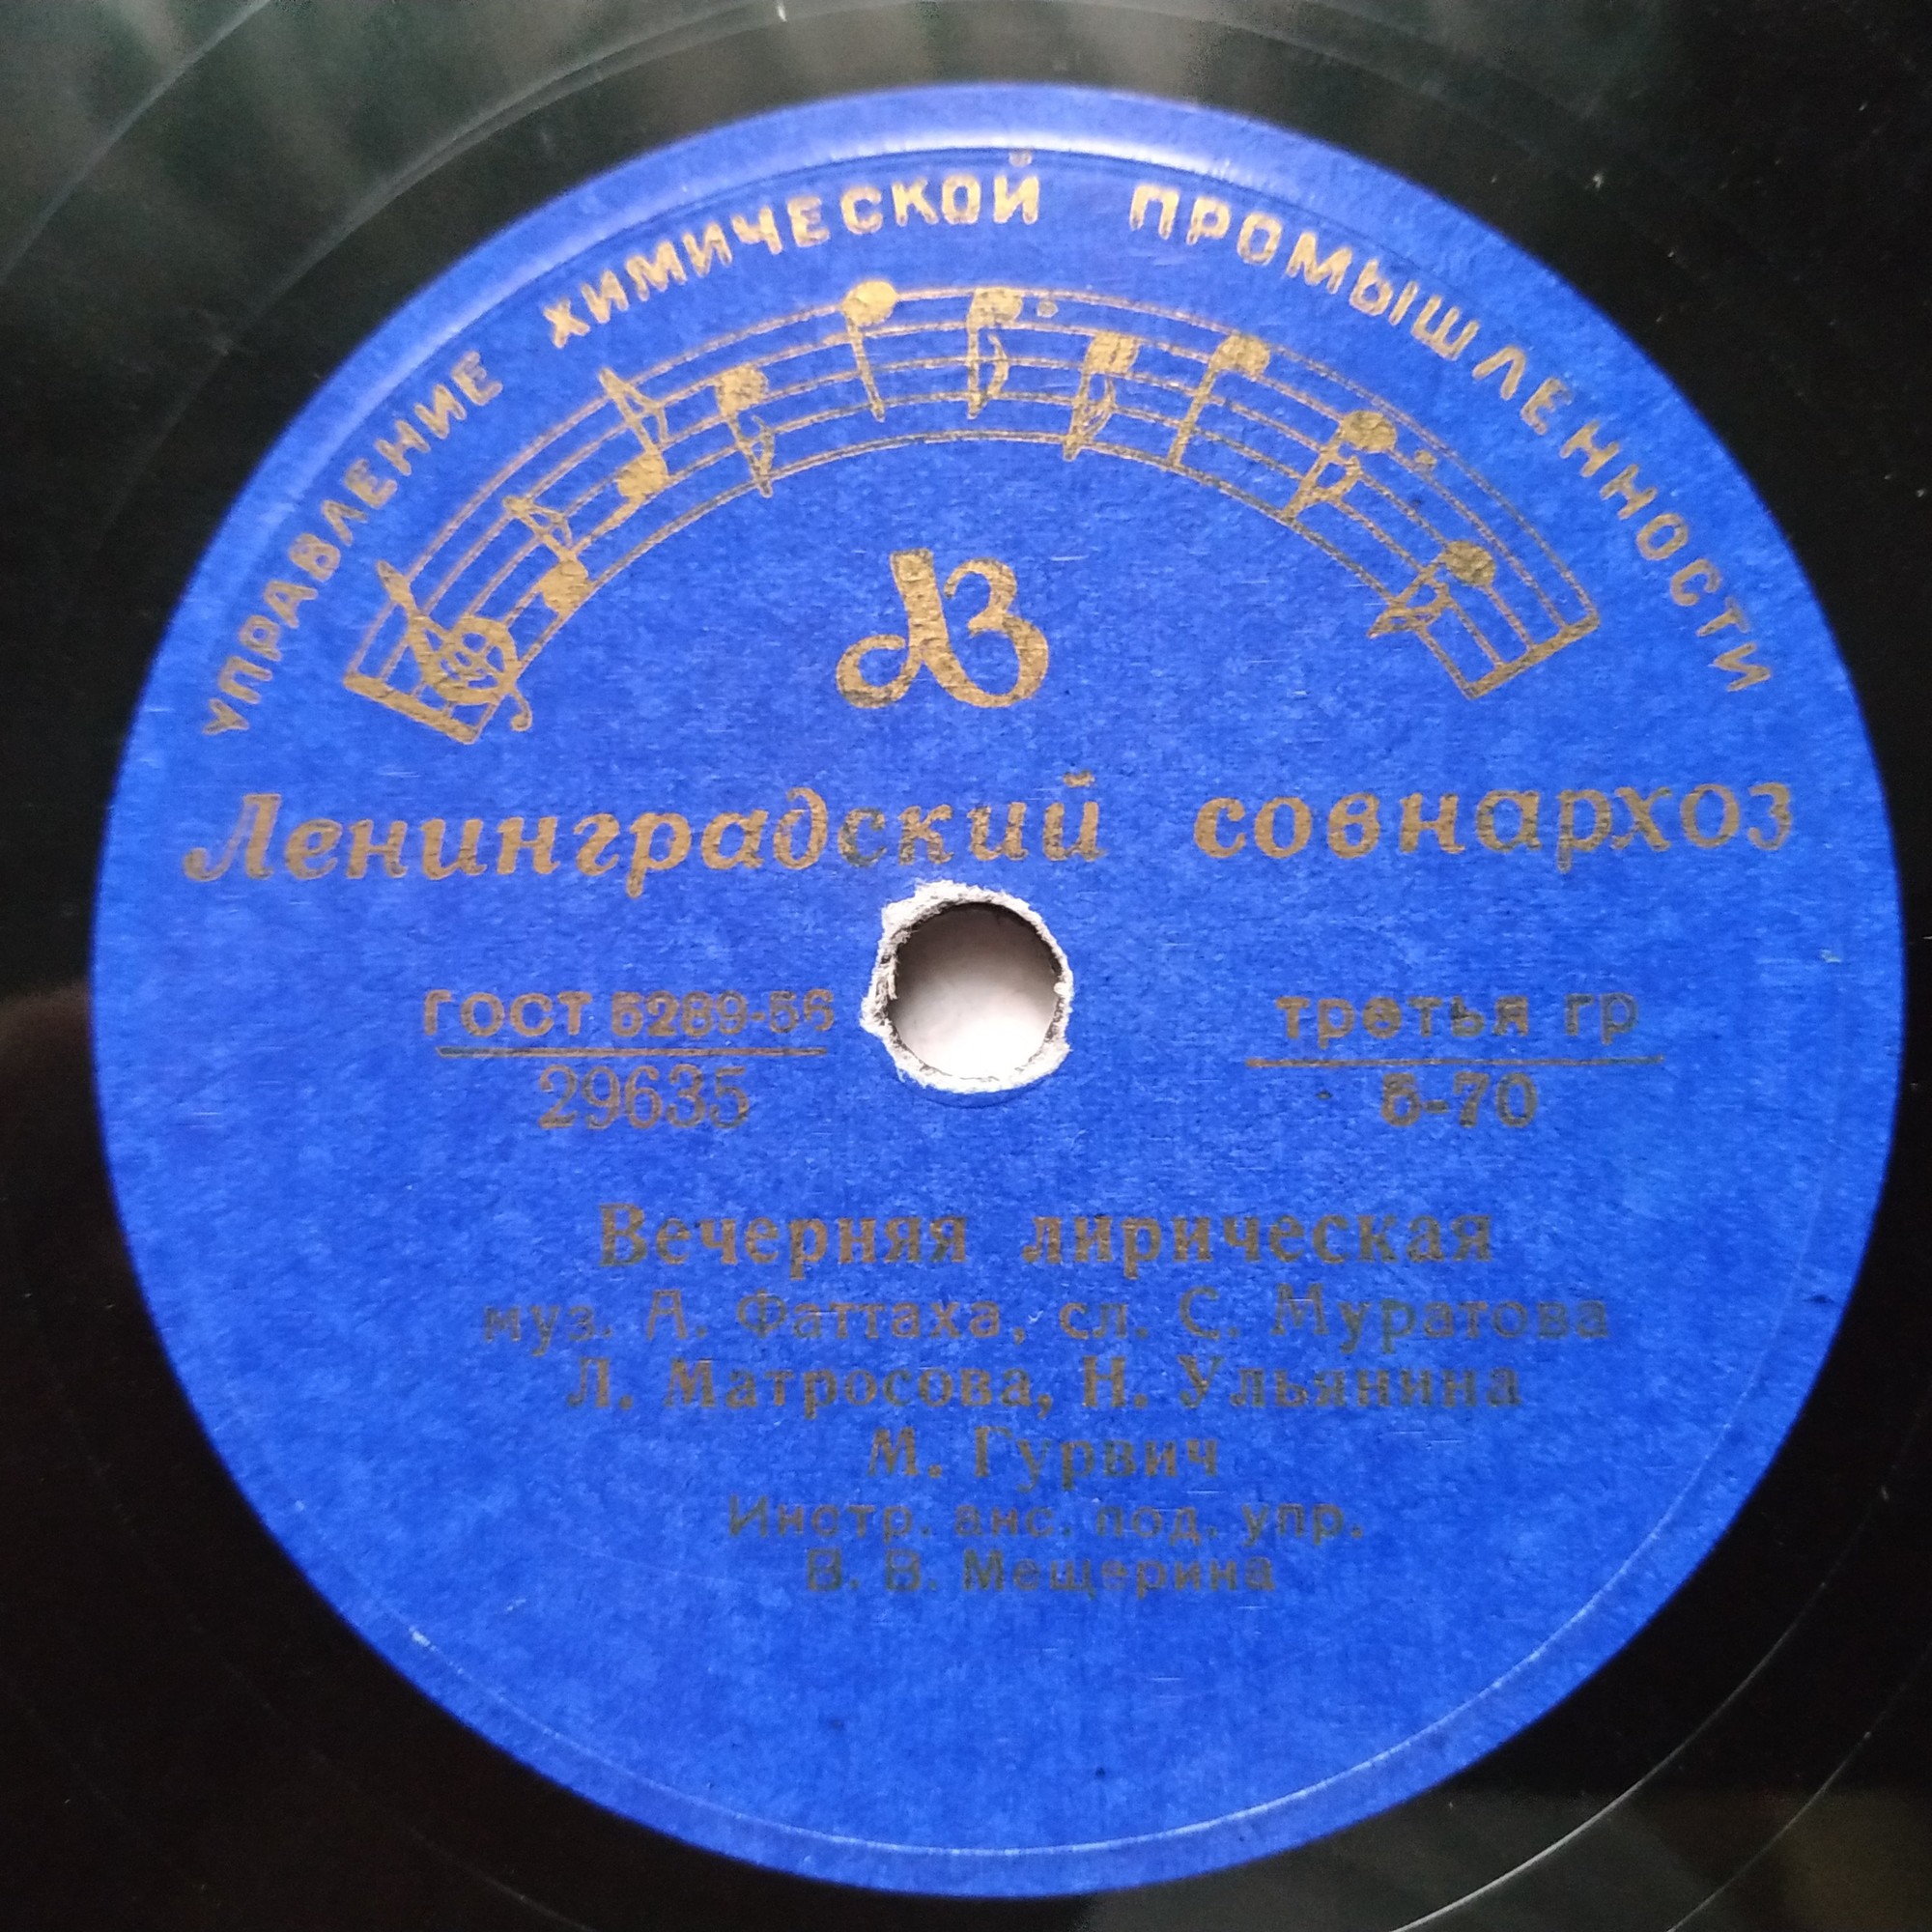 УПРАВЛЕНИЕ ХИМИЧЕСКОЙ ПРОМЫШЛЕННОСТИ
ЛЗ
Ленинградский совнархоз
ГОСТ 5289-56
29635
третья гр
5-70
Вечерняя лирическая
муз. А. Фаттаха, сл. С. Муратова
Л. Матросова, Н. Ульянина
М. Гурвич
Инстр. анс. под. упр.
В. В. Мещерина